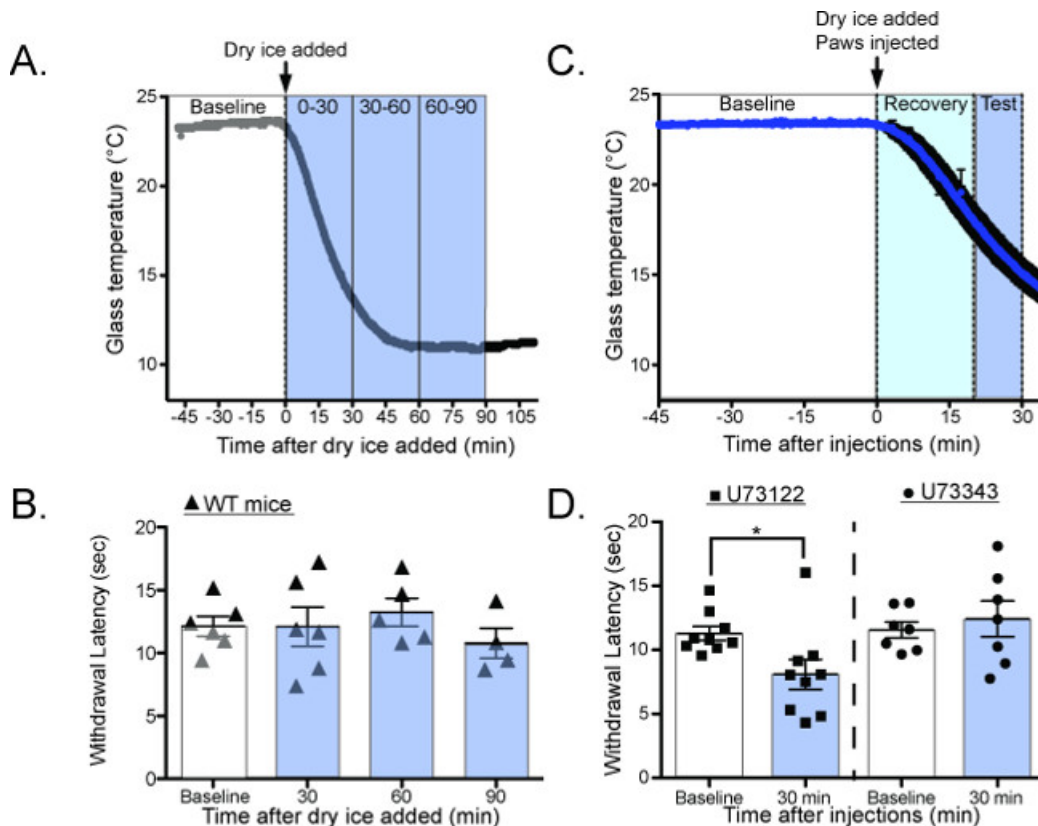 A.
Dry ice added
Baseline 0-30 30-60 60-90
25
20
15
10
Glass temperature (°C)
-45 -30 -15 0 15 30 45 60 75 90 105
Time after dry ice added (min)
C.
Dry ice added
Paws injected
Baseline Recovery Test
25
20
15
10
Glass temperature (°C)
-45 -30 -15 0 15 30
Time after injections (min)
B.
▲ WT mice
20
15
10
5
0
Withdrawal Latency (sec)
Baseline 30 60 90
Time after dry ice added (min)
D.
■ U73122 ● U73343
*
20
15
10
5
0
Withdrawal Latency (sec)
Baseline 30 min Baseline 30 min
Time after injections (min)